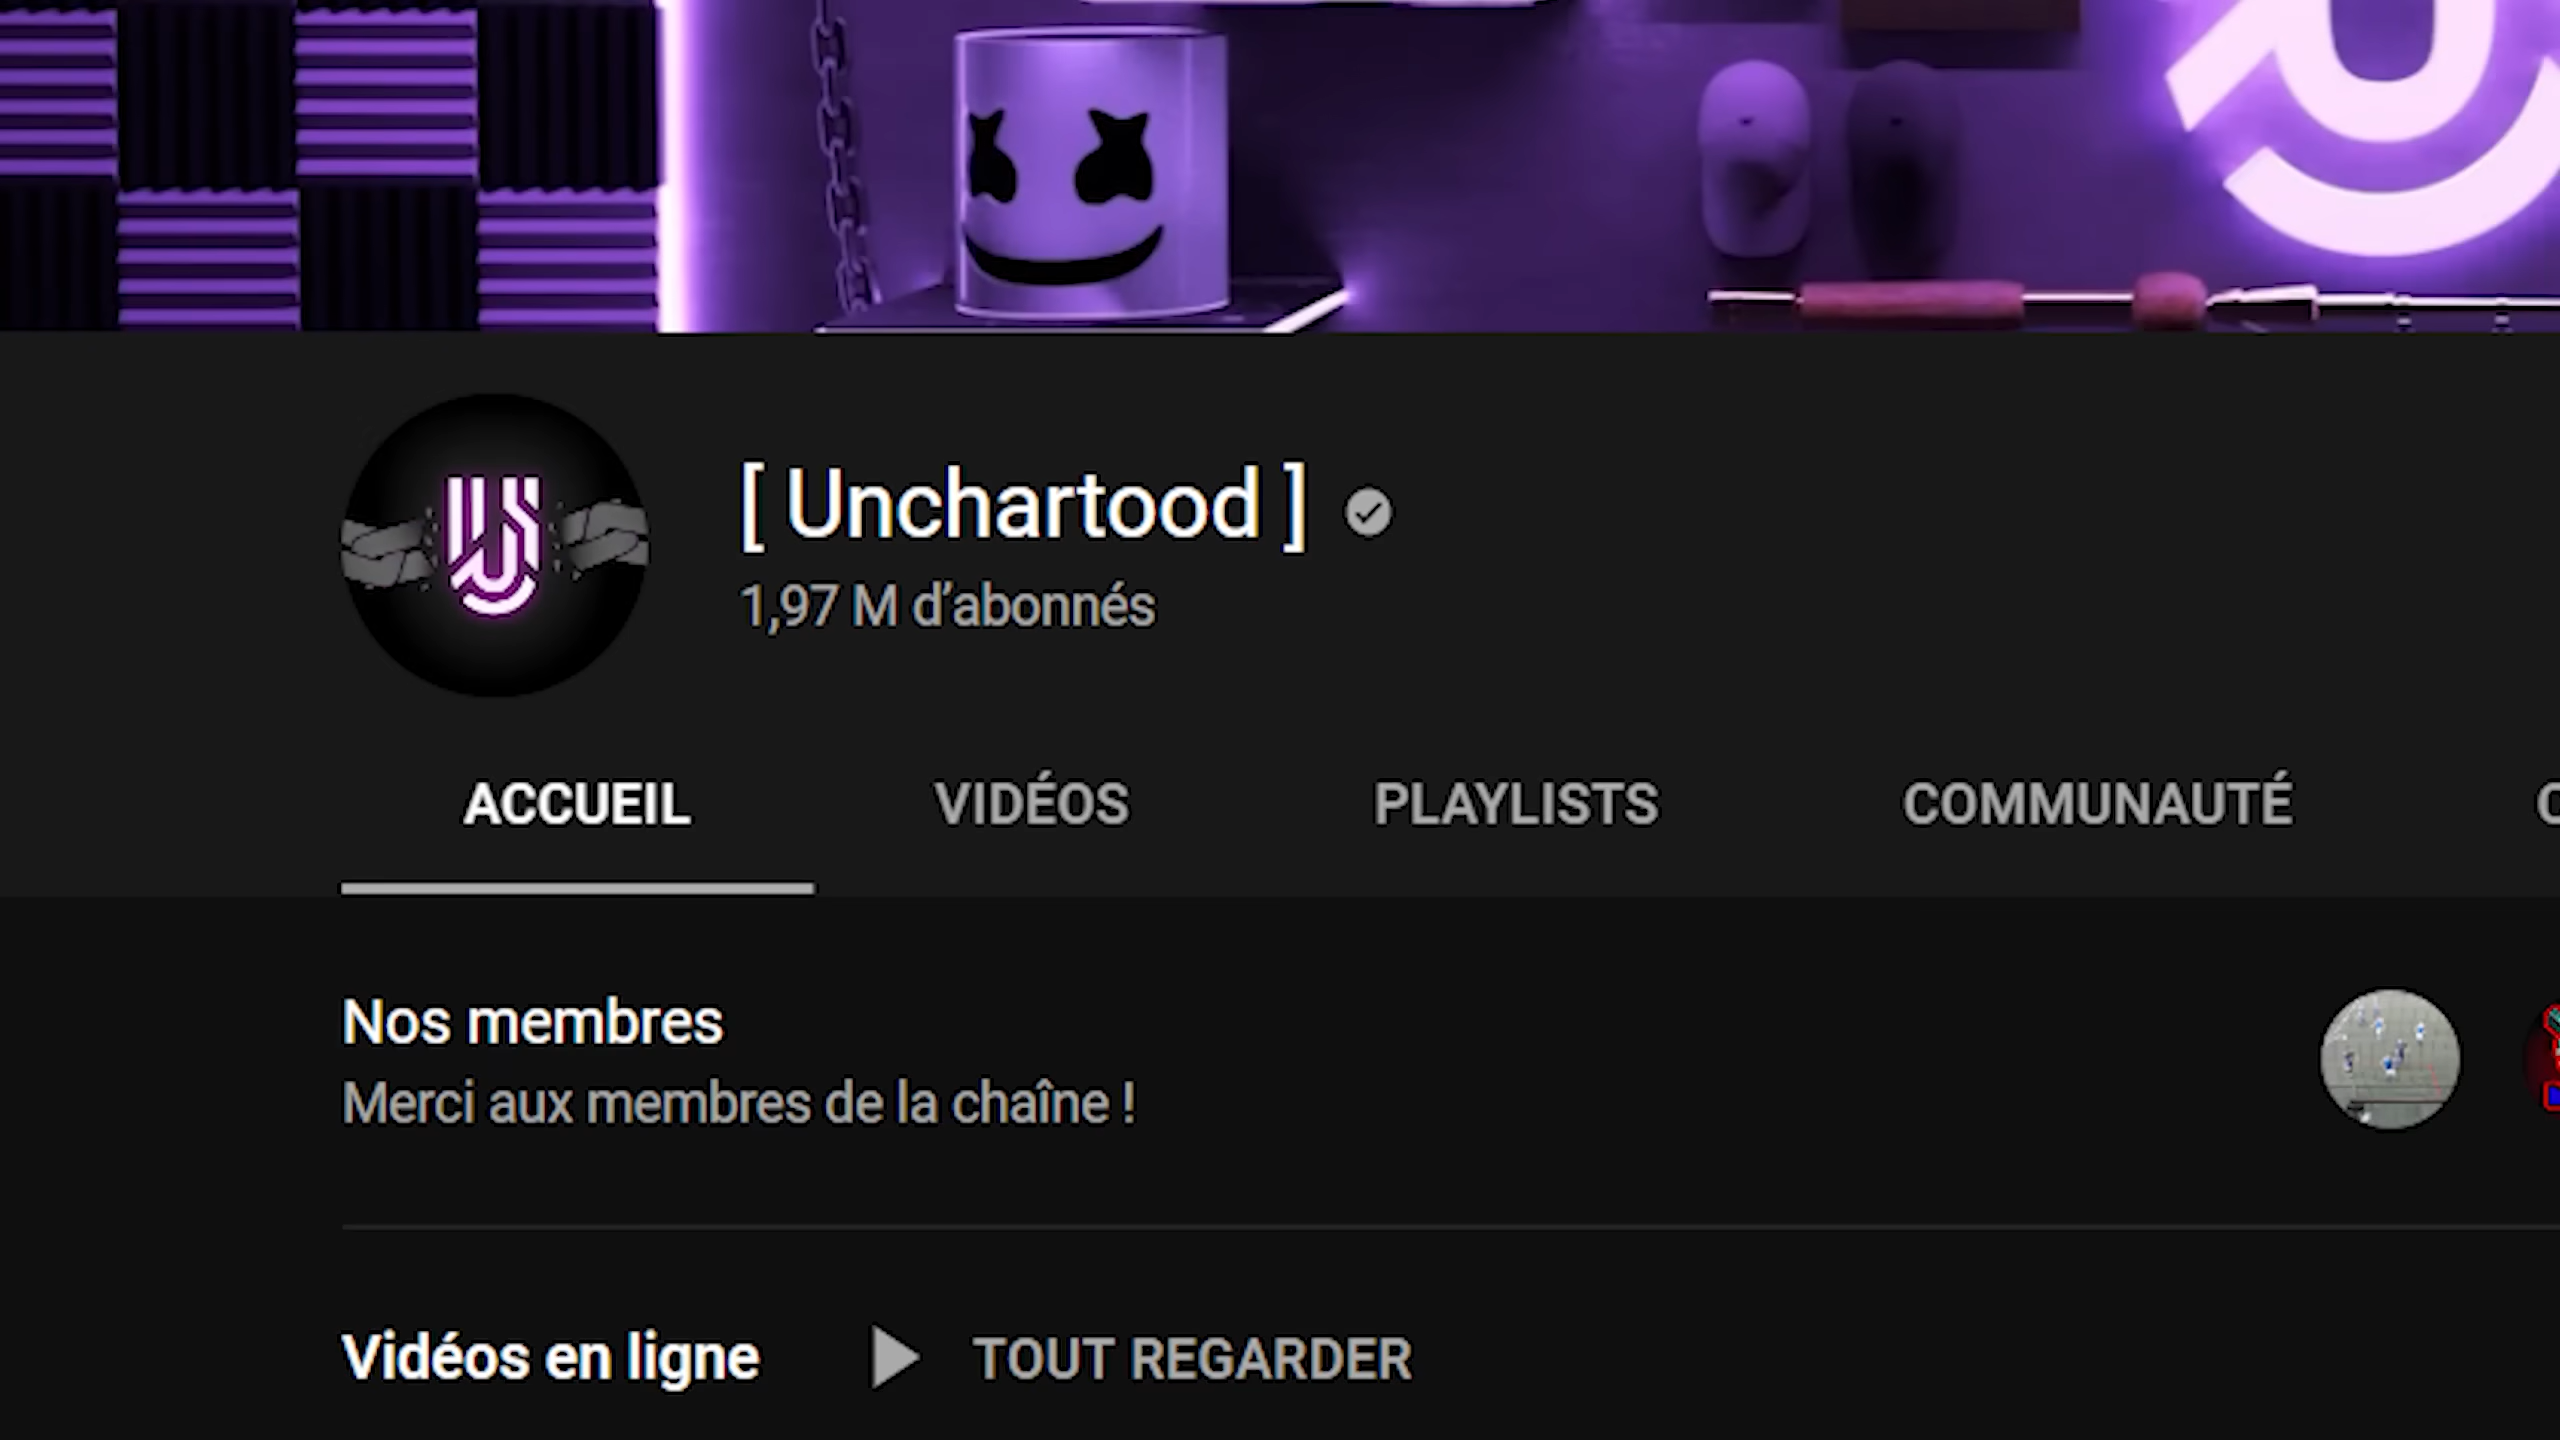 [ Unchartood ]
1,97 M d’abonnés
ACCUEIL VIDÉOS PLAYLISTS COMMUNAUTÉ
Nos membres
Merci aux membres de la chaîne !
Vidéos en ligne TOUT REGARDER